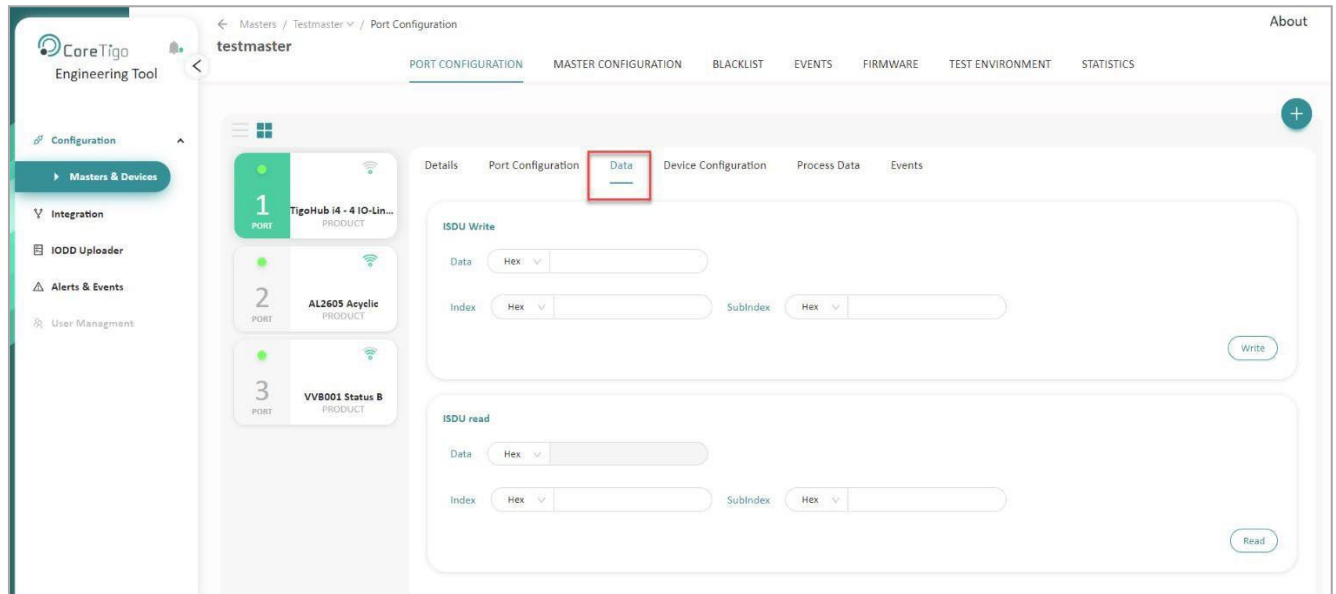 ← Masters / Testmaster / Port Configuration
About
CoreTigo
Engineering Tool
testmaster
PORT CONFIGURATION MASTER CONFIGURATION BLACKLIST EVENTS FIRMWARE TEST ENVIRONMENT STATISTICS
Configuration
Masters & Devices
Integration
IODD Uploader
Alerts & Events
User Managment
1
PORT
TigoHub i4 - 4 IO-Lin...
PRODUCT
2
PORT
AL2605 Acyclic
PRODUCT
3
PORT
VVB001 Status B
PRODUCT
Details Port Configuration Data Device Configuration Process Data Events
ISDU Write
Data Hex
Index Hex SubIndex Hex
Write
ISDU read
Data Hex
Index Hex SubIndex Hex
Read